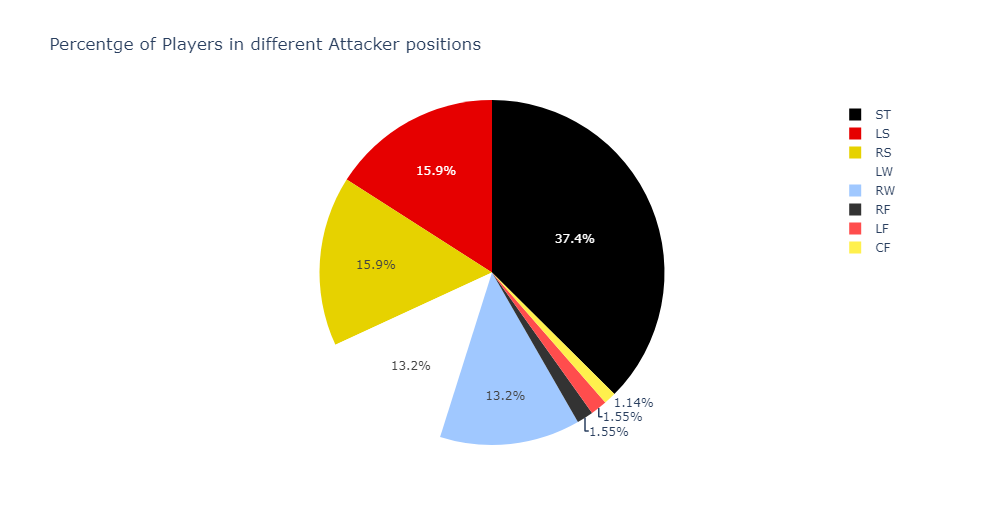 Percentge of Players in different Attacker positions
ST
LS
RS
LW
RW
RF
LF
CF
15.9%
37.4%
15.9%
13.2%
13.2%
1.14%
1.55%
1.55%